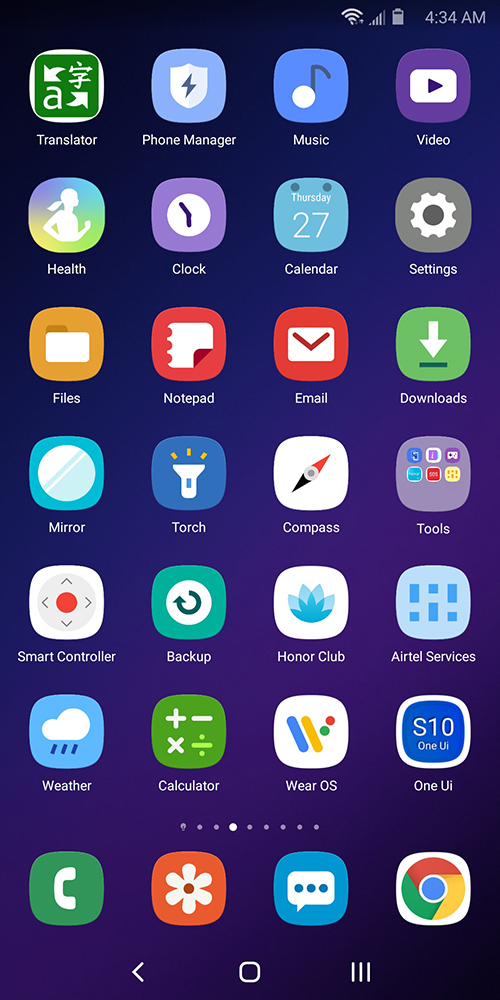 4:34 AM
字
a
Translator
Phone Manager
Music
Video
Thursday
27
Health
Clock
Calendar
Settings
Files
Notepad
Email
Downloads
Mirror
Torch
Compass
Tools
Smart Controller
Backup
Honor Club
Airtel Services
S10
One Ui
Weather
Calculator
Wear OS
One Ui